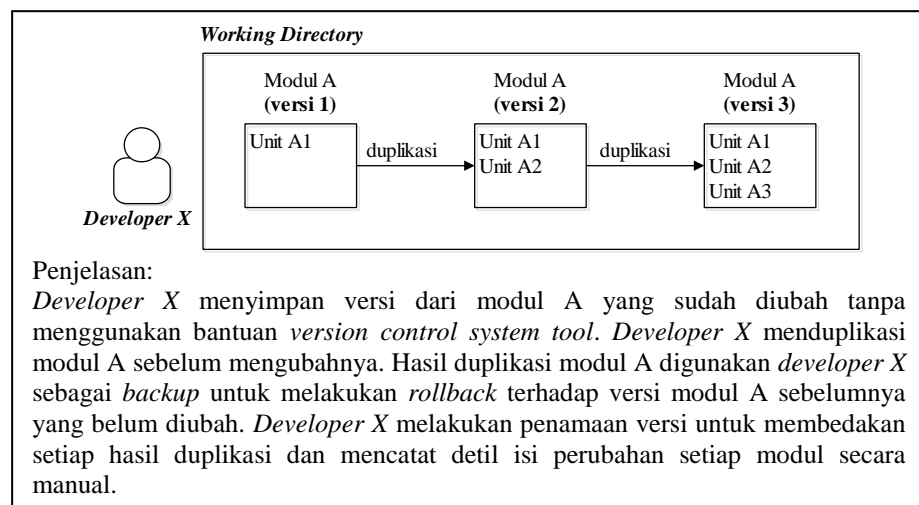 Working Directory
Modul A
(versi 1)
Modul A
(versi 2)
Modul A
(versi 3)
Unit A1
duplikasi
Unit A1
Unit A2
duplikasi
Unit A1
Unit A2
Unit A3
Developer X
Penjelasan:
Developer X menyimpan versi dari modul A yang sudah diubah tanpa
menggunakan bantuan version control system tool. Developer X menduplikasi
modul A sebelum mengubahnya. Hasil duplikasi modul A digunakan developer X
sebagai backup untuk melakukan rollback terhadap versi modul A sebelumnya
yang belum diubah. Developer X melakukan penamaan versi untuk membedakan
setiap hasil duplikasi dan mencatat detil isi perubahan setiap modul secara
manual.